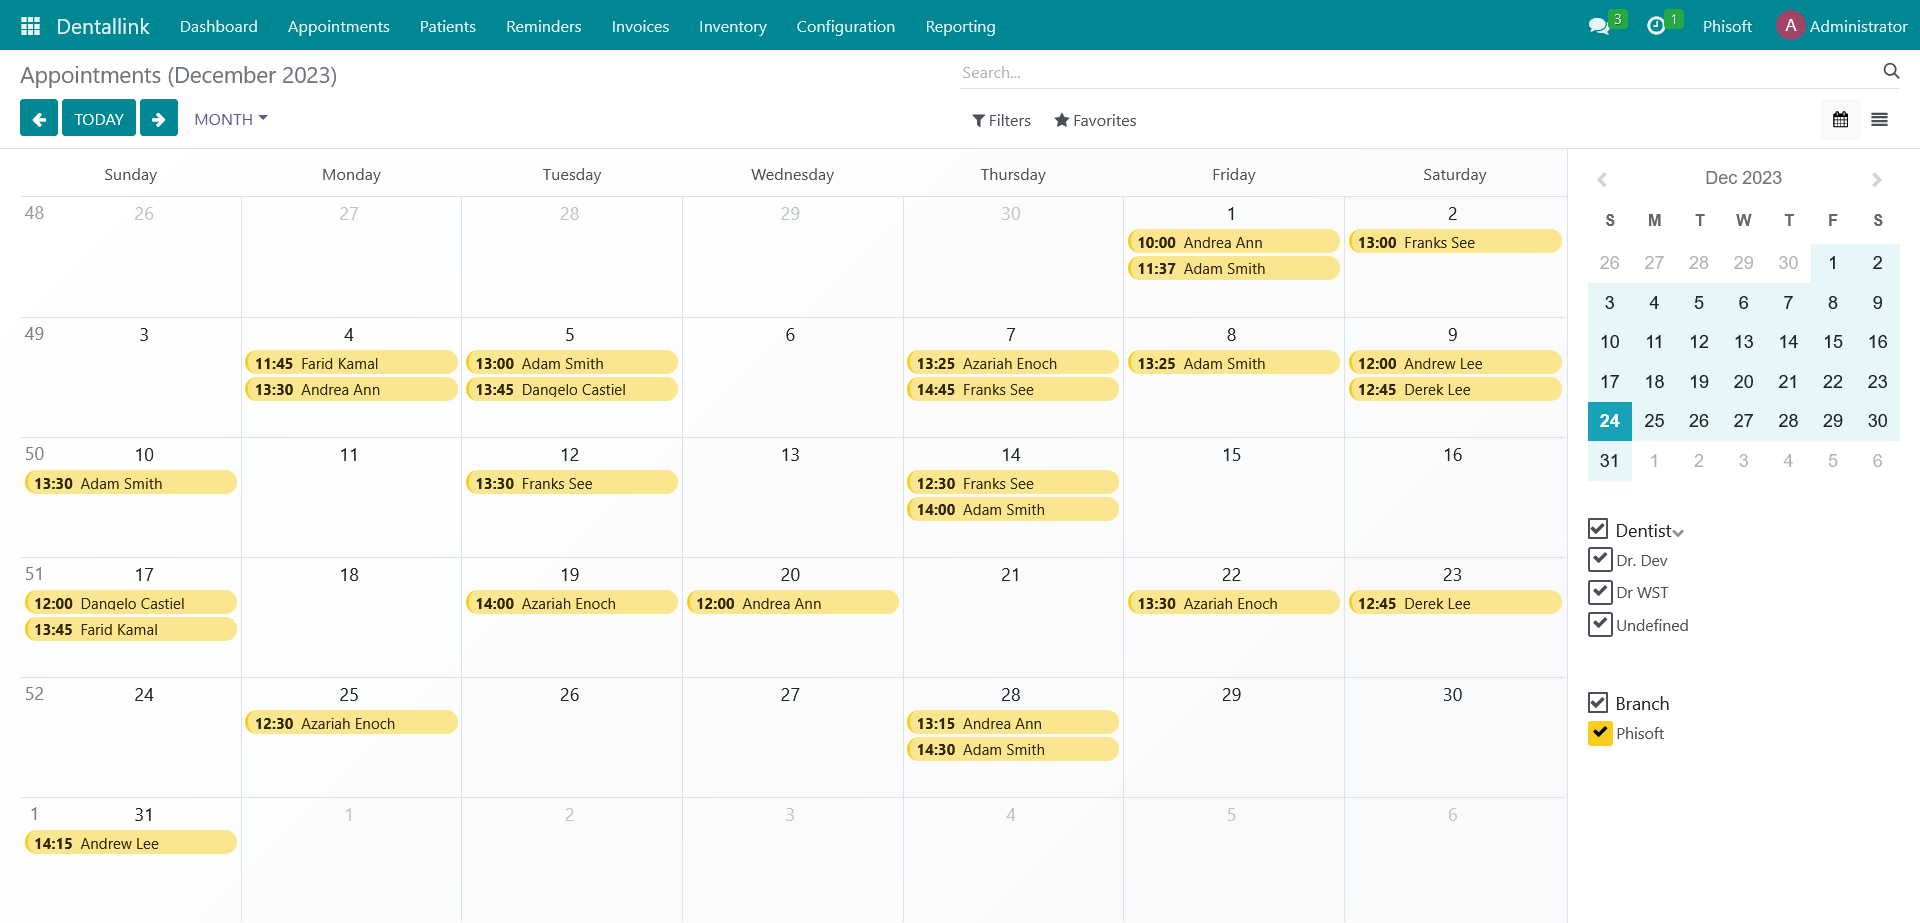 Dentallink Dashboard Appointments Patients Reminders Invoices Inventory Configuration Reporting 3 1 Phisoft A Administrator
Appointments (December 2023) Search...
TODAY MONTH Filters Favorites
Sunday Monday Tuesday Wednesday Thursday Friday Saturday
48 26 27 28 29 30 1 2
10:00 Andrea Ann 13:00 Franks See
11:37 Adam Smith
49 3 4 5 6 7 8 9
11:45 Farid Kamal 13:00 Adam Smith 13:25 Azariah Enoch 13:25 Adam Smith 12:00 Andrew Lee
13:30 Andrea Ann 13:45 Dangelo Castiel 14:45 Franks See 12:45 Derek Lee
50 10 11 12 13 14 15 16
13:30 Adam Smith 13:30 Franks See 12:30 Franks See
14:00 Adam Smith
51 17 18 19 20 21 22 23
12:00 Dangelo Castiel 14:00 Azariah Enoch 12:00 Andrea Ann 13:30 Azariah Enoch 12:45 Derek Lee
13:45 Farid Kamal
52 24 25 26 27 28 29 30
12:30 Azariah Enoch 13:15 Andrea Ann
14:30 Adam Smith
1 31 1 2 3 4 5 6
14:15 Andrew Lee
Dec 2023
S M T W T F S
26 27 28 29 30 1 2
3 4 5 6 7 8 9
10 11 12 13 14 15 16
17 18 19 20 21 22 23
24 25 26 27 28 29 30
31 1 2 3 4 5 6
Dentist
Dr. Dev
Dr WST
Undefined
Branch
Phisoft